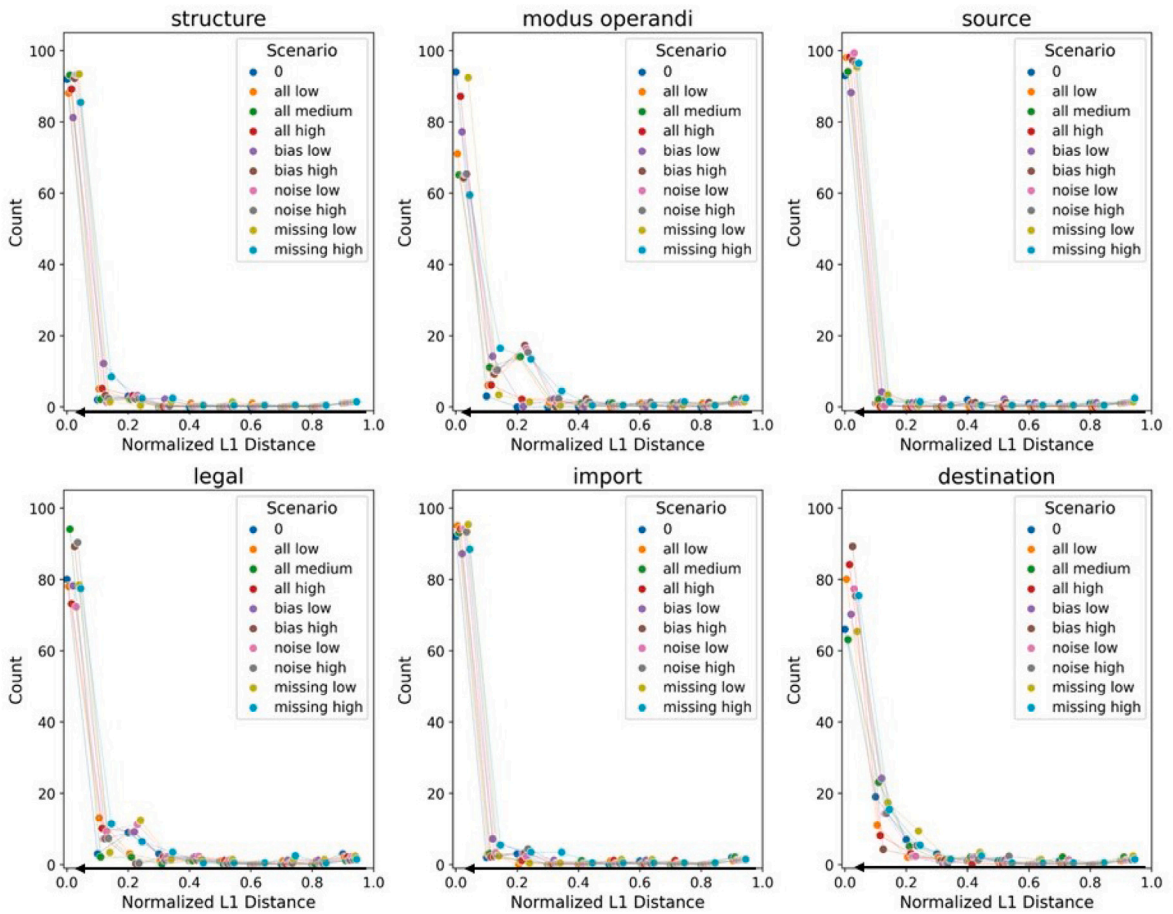 structure
100
80
60
40
20
0
Count
0.0 0.2 0.4 0.6 0.8 1.0
Normalized L1 Distance
Scenario
0
all low
all medium
all high
bias low
bias high
noise low
noise high
missing low
missing high
modus operandi
100
80
60
40
20
0
Count
0.0 0.2 0.4 0.6 0.8 1.0
Normalized L1 Distance
Scenario
0
all low
all medium
all high
bias low
bias high
noise low
noise high
missing low
missing high
source
100
80
60
40
20
0
Count
0.0 0.2 0.4 0.6 0.8 1.0
Normalized L1 Distance
Scenario
0
all low
all medium
all high
bias low
bias high
noise low
noise high
missing low
missing high
legal
100
80
60
40
20
0
Count
0.0 0.2 0.4 0.6 0.8 1.0
Normalized L1 Distance
Scenario
0
all low
all medium
all high
bias low
bias high
noise low
noise high
missing low
missing high
import
100
80
60
40
20
0
Count
0.0 0.2 0.4 0.6 0.8 1.0
Normalized L1 Distance
Scenario
0
all low
all medium
all high
bias low
bias high
noise low
noise high
missing low
missing high
destination
100
80
60
40
20
0
Count
0.0 0.2 0.4 0.6 0.8 1.0
Normalized L1 Distance
Scenario
0
all low
all medium
all high
bias low
bias high
noise low
noise high
missing low
missing high